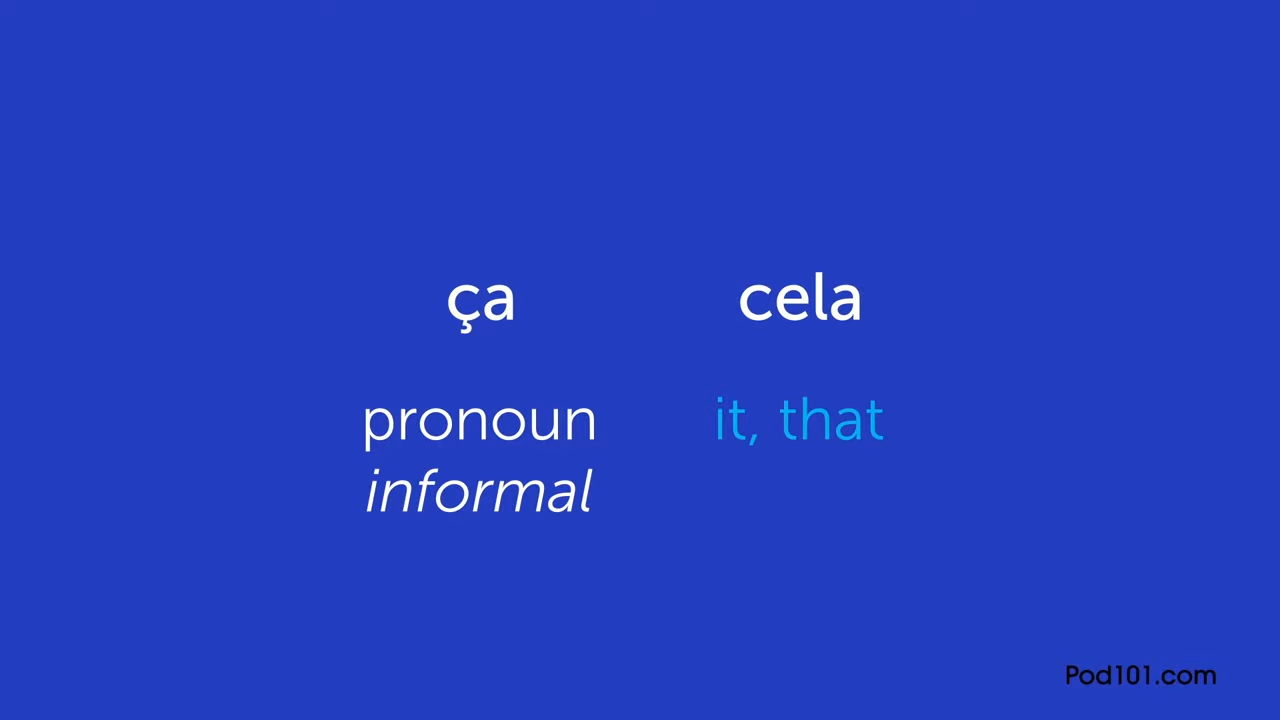 ça cela
pronoun it, that
informal
Pod101.com